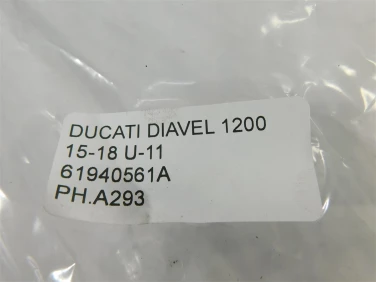 DUCATI DIAVEL 1200
15-18 U-11
61940561A
PH.A293